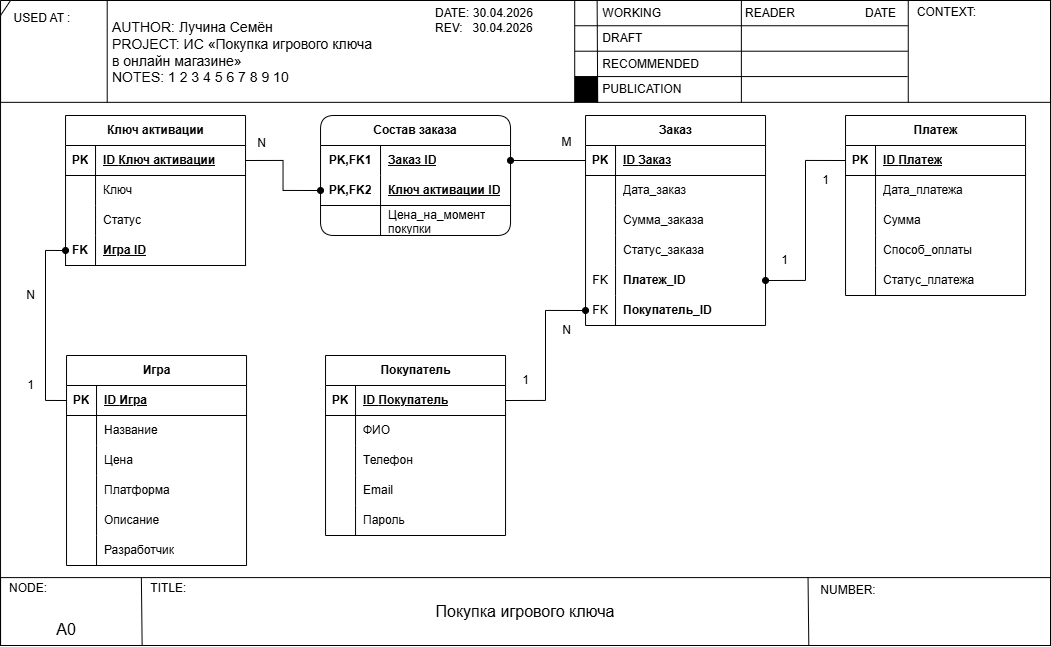 USED AT :
AUTHOR: Лучина Семён
PROJECT: ИС «Покупка игрового ключа
в онлайн магазине»
NOTES: 1 2 3 4 5 6 7 8 9 10
DATE: 30.04.2026
REV: 30.04.2026
WORKING
DRAFT
RECOMMENDED
PUBLICATION
READER DATE
CONTEXT:
Ключ активации
PK ID Ключ активации
Ключ
Статус
FK Игра ID
N
Состав заказа
PK,FK1 Заказ ID
PK,FK2 Ключ активации ID
Цена_на_момент
покупки
M
Заказ
PK ID Заказ
Дата_заказ
Сумма_заказа
Статус_заказа
FK Платеж_ID
FK Покупатель_ID
1
1
Платеж
PK ID Платеж
Дата_платежа
Сумма
Способ_оплаты
Статус_платежа
N
1
Игра
PK ID Игра
Название
Цена
Платформа
Описание
Разработчик
Покупатель
PK ID Покупатель
ФИО
Телефон
Email
Пароль
1
N
NODE:
A0
TITLE:
Покупка игрового ключа
NUMBER: